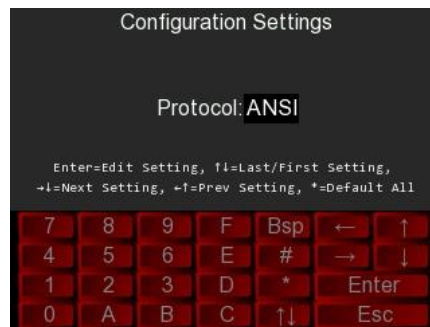 Configuration Settings
Protocol: ANSI
Enter=Edit Setting, ↑↓=Last/First Setting,
→↓=Next Setting, ←↑=Prev Setting, *=Default All
7 8 9 F Bsp ← ↑
4 5 6 E # → ↓
1 2 3 D * Enter
0 A B C ↑↓ Esc